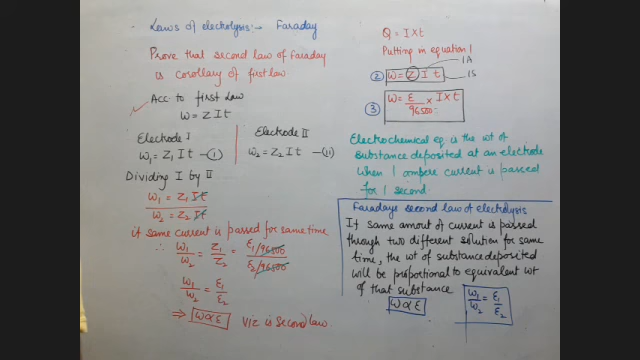 Laws of electrolysis:- Faraday
Prove that second law of Faraday
is corollary of first law
Acc to First Law
W = Z I t
Electrode I
W₁ = Z₁ I t —①
Electrode II
W₂ = Z₂ I t —(11)
Dividing I by II
W₁ = Z₁ It
W₂ = Z₂ It
if same current is passed for same time
∴ W₁/W₂ = Z₁/Z₂ = E₁/96500 / E₂/96500
W₁/W₂ = E₁/E₂
⇒ W∝E viz is second law.
Q = I × t
Putting in equation 1
1A
② W = Z I t 1S
③ W = E/96500 × I × t
Electrochemical eq is the wt of
substance deposited at an electrode
when 1 ampere current is passed
for 1 second
Faradays second law of electrolysis
If same amount of current is passed
through two different solution for same
time, the wt of substance deposited
will be proportional to equivalent wt
of that substance
W∝E
W₁/W₂ = E₁/E₂